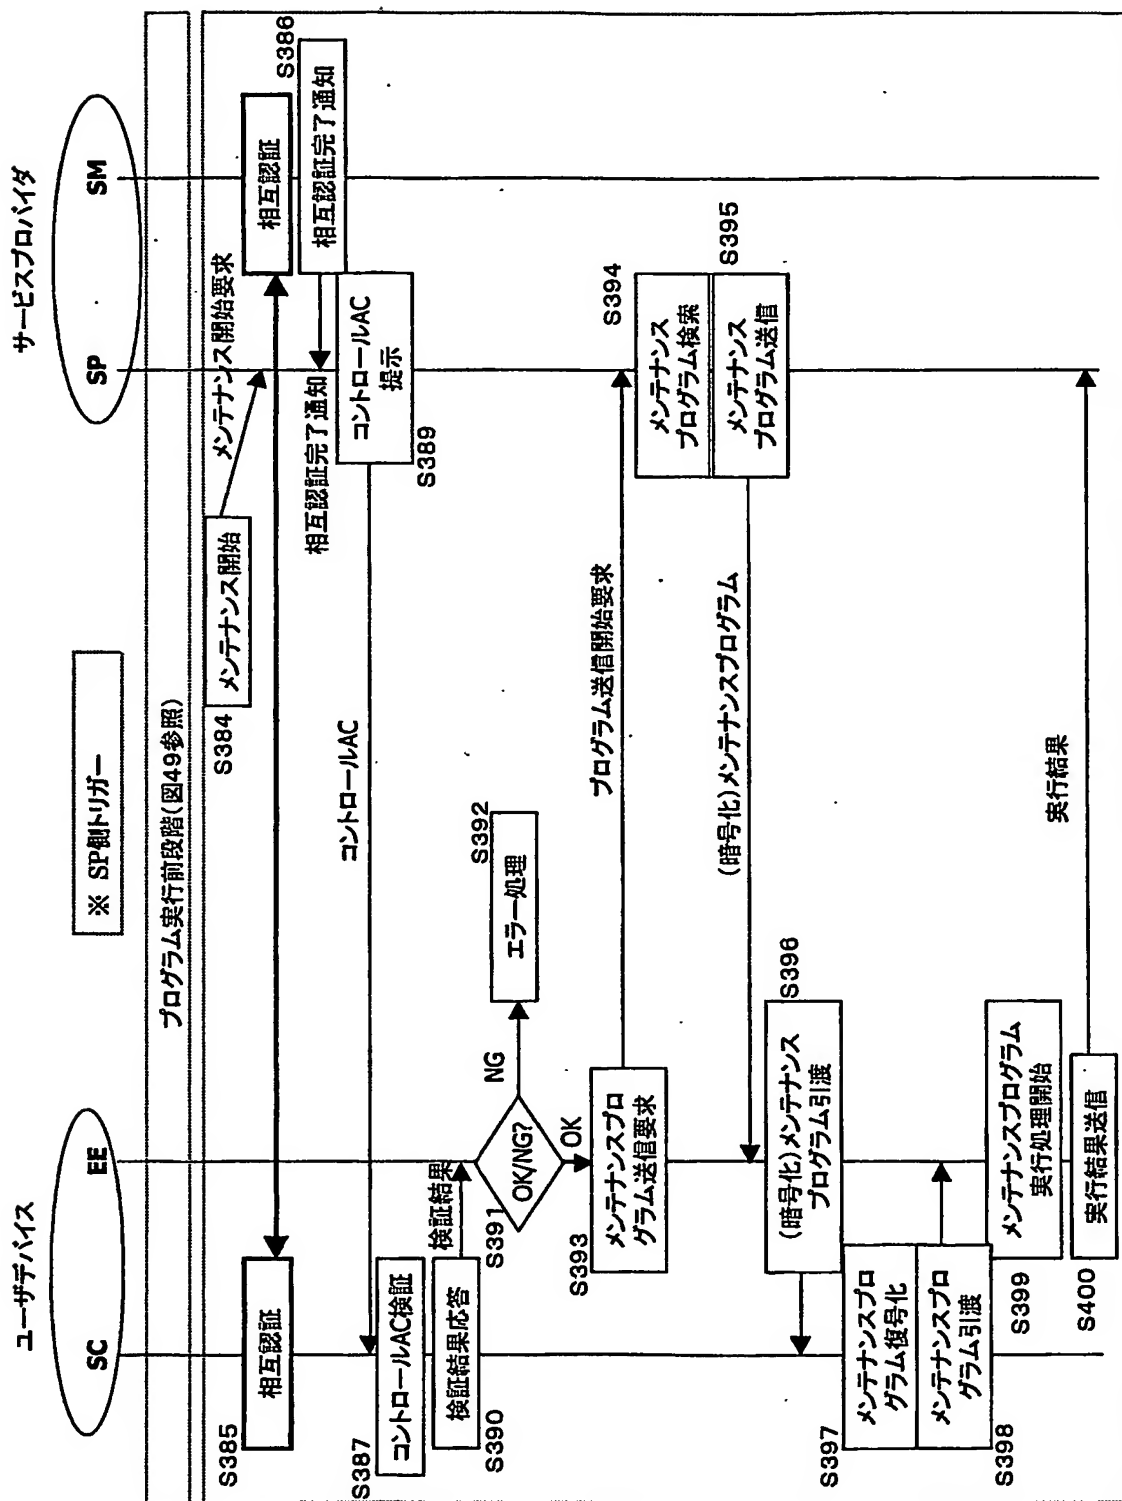 ※ SP側トリガー
ユーザデバイス
SC
EE
サービスプロバイダ
SP
SM
プログラム実行前段階(図49参照)
S384
メンテナンス開始
メンテナンス開始要求
S385
相互認証
相互認証
S386
相互認証完了通知
相互認証完了通知
コントロールAC
提示
S389
コントロールAC
S387
コントロールAC検証
S390
検証結果応答
検証結果
S391
OK/NG?
NG
S392
エラー処理
OK
S393
メンテナンスプロ
グラム送信要求
プログラム送信開始要求
S394
メンテナンス
プログラム検索
S395
メンテナンス
プログラム送信
(暗号化)メンテナンスプログラム
S396
(暗号化)メンテナンス
プログラム引渡
S397
メンテナンスプロ
グラム復号化
メンテナンスプロ
グラム引渡
S398
メンテナンスプログラム
実行処理開始
S399
実行結果送信
S400
実行結果